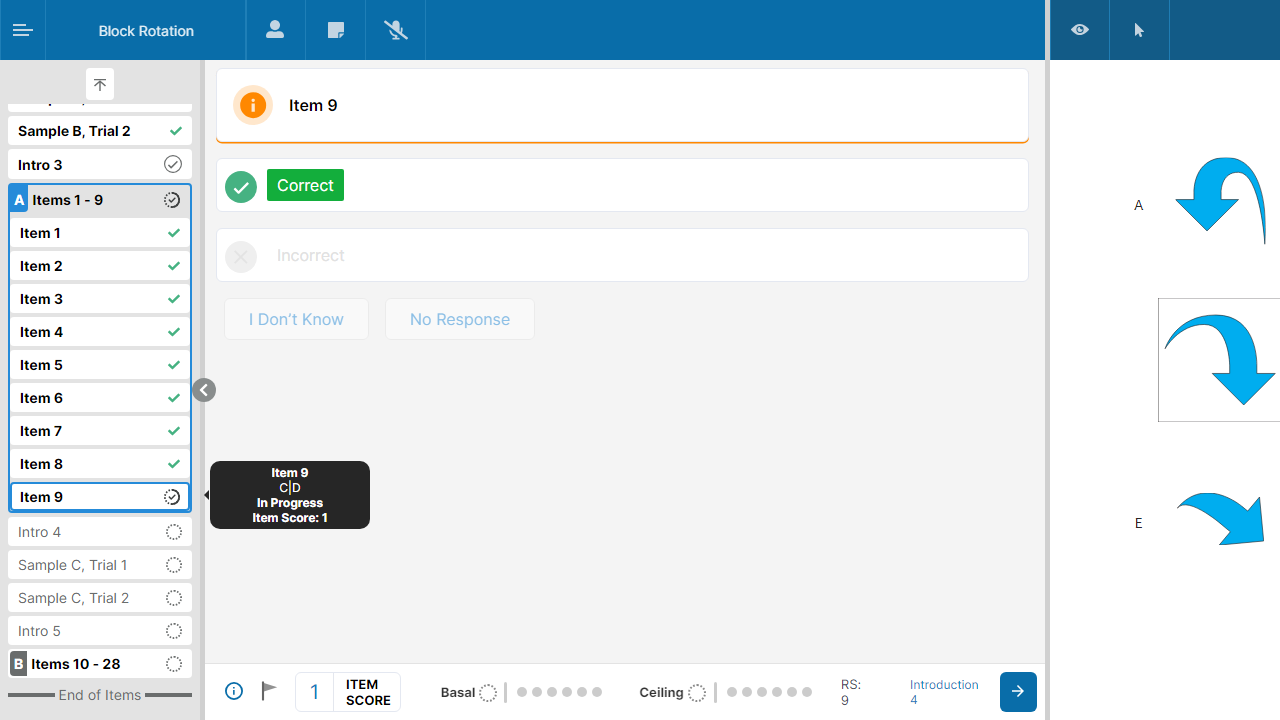 Block Rotation
Sample B, Trial 2
Intro 3
A Items 1 - 9
Item 1
Item 2
Item 3
Item 4
Item 5
Item 6
Item 7
Item 8
Item 9
Intro 4
Sample C, Trial 1
Sample C, Trial 2
Intro 5
B Items 10 - 28
End of Items
Item 9
Correct
Incorrect
I Don't Know No Response
Item 9
C|D
In Progress
Item Score: 1
1 ITEM
SCORE
Basal
Ceiling
RS:
9
Introduction
4
A
E